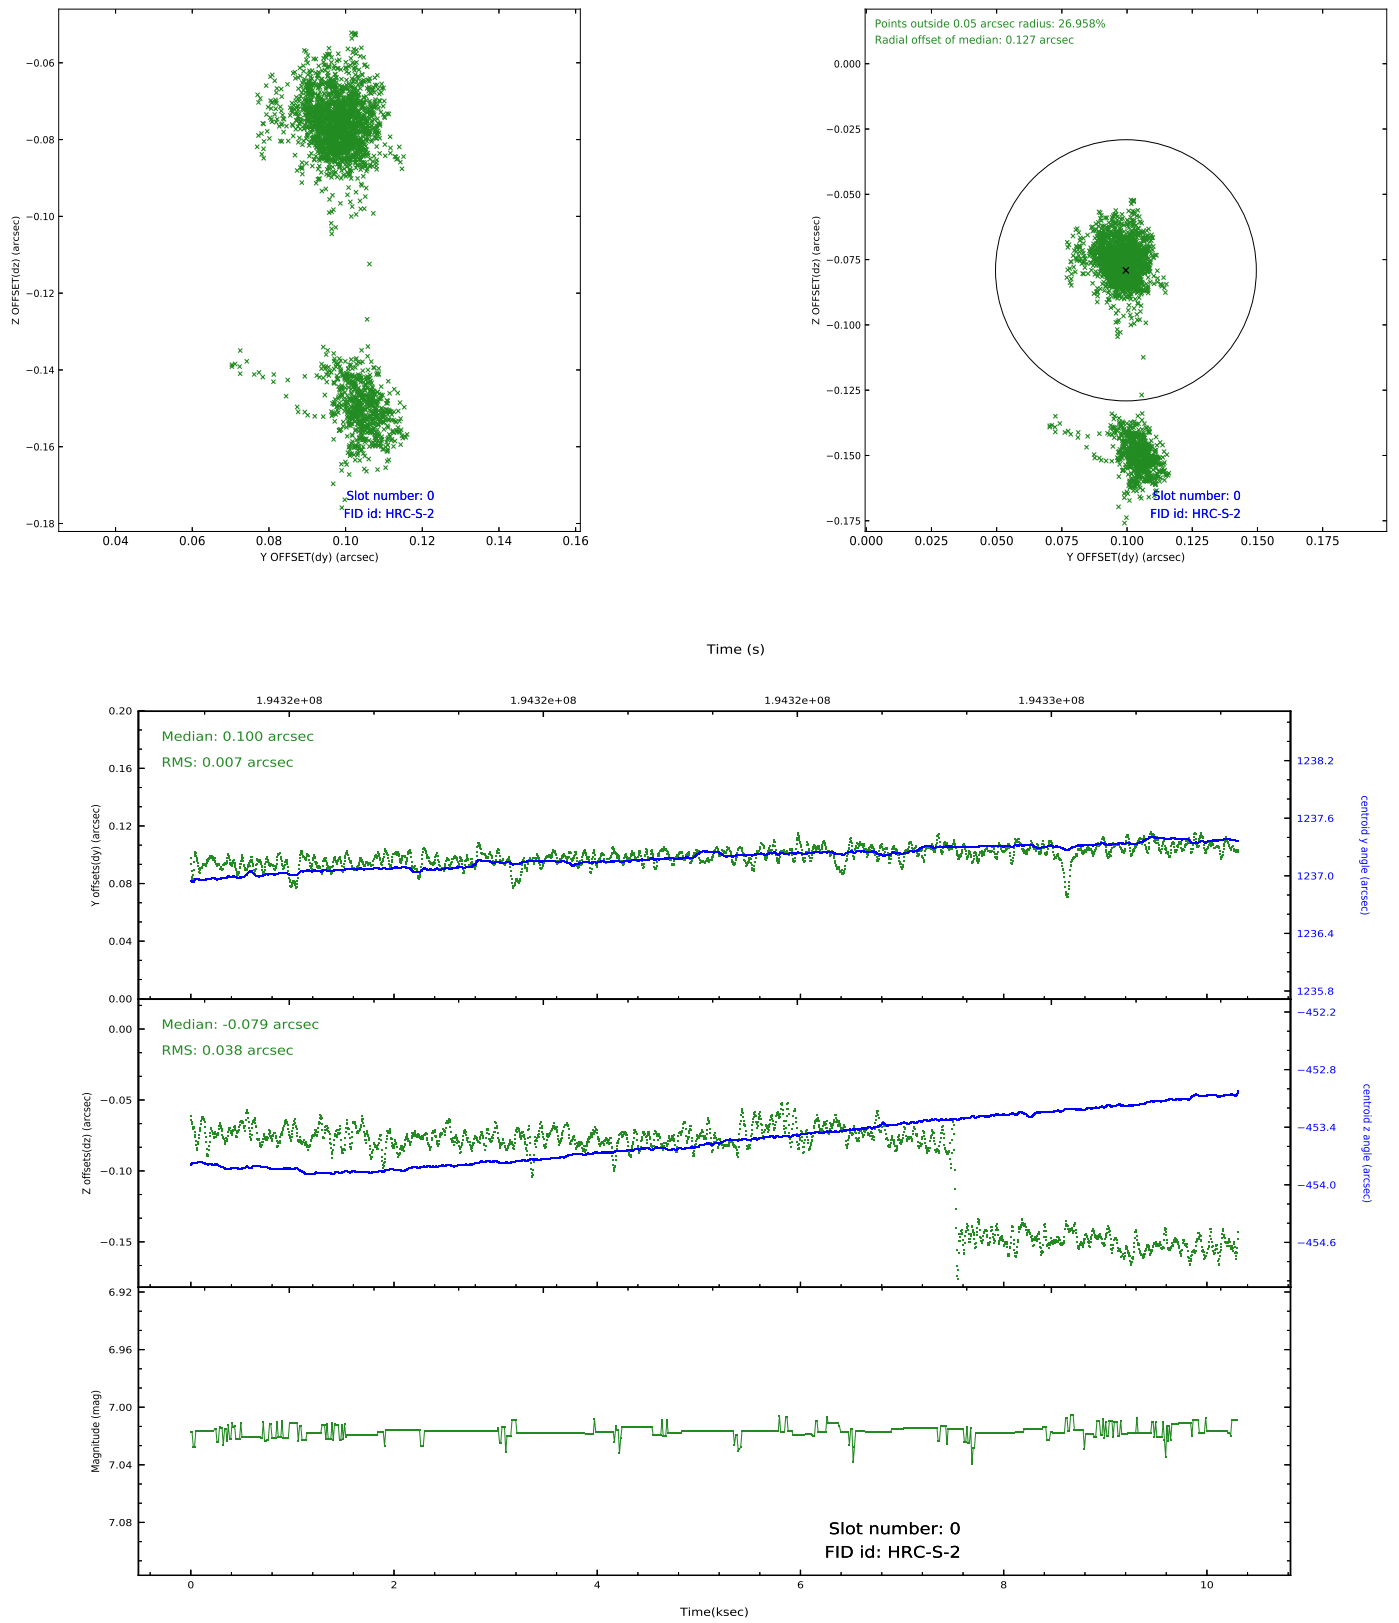 −0.06
−0.08
−0.10
−0.12
−0.14
−0.16
−0.18
Z OFFSET(dz) (arcsec)
0.04
0.06
0.08
0.10
0.12
0.14
0.16
Y OFFSET(dy) (arcsec)
Slot number: 0
FID id: HRC-S-2
Points outside 0.05 arcsec radius: 26.958%
Radial offset of median: 0.127 arcsec
0.000
−0.025
−0.050
−0.075
−0.100
−0.125
−0.150
−0.175
Z OFFSET(dz) (arcsec)
0.000
0.025
0.050
0.075
0.100
0.125
0.150
0.175
Y OFFSET(dy) (arcsec)
Slot number: 0
FID id: HRC-S-2
Time (s)
1.9432e+08
1.9432e+08
1.9432e+08
1.9433e+08
Median: 0.100 arcsec
RMS: 0.007 arcsec
0.20
0.16
0.12
0.08
0.04
0.00
Y offsets(dy) (arcsec)
1238.2
1237.6
1237.0
1236.4
1235.8
centroid y angle (arcsec)
Median: -0.079 arcsec
RMS: 0.038 arcsec
0.00
−0.05
−0.10
−0.15
Z offsets(dz) (arcsec)
−452.2
−452.8
−453.4
−454.0
−454.6
centroid z angle (arcsec)
6.92
6.96
7.00
7.04
7.08
Magnitude (mag)
Slot number: 0
FID id: HRC-S-2
0
2
4
6
8
10
Time(ksec)